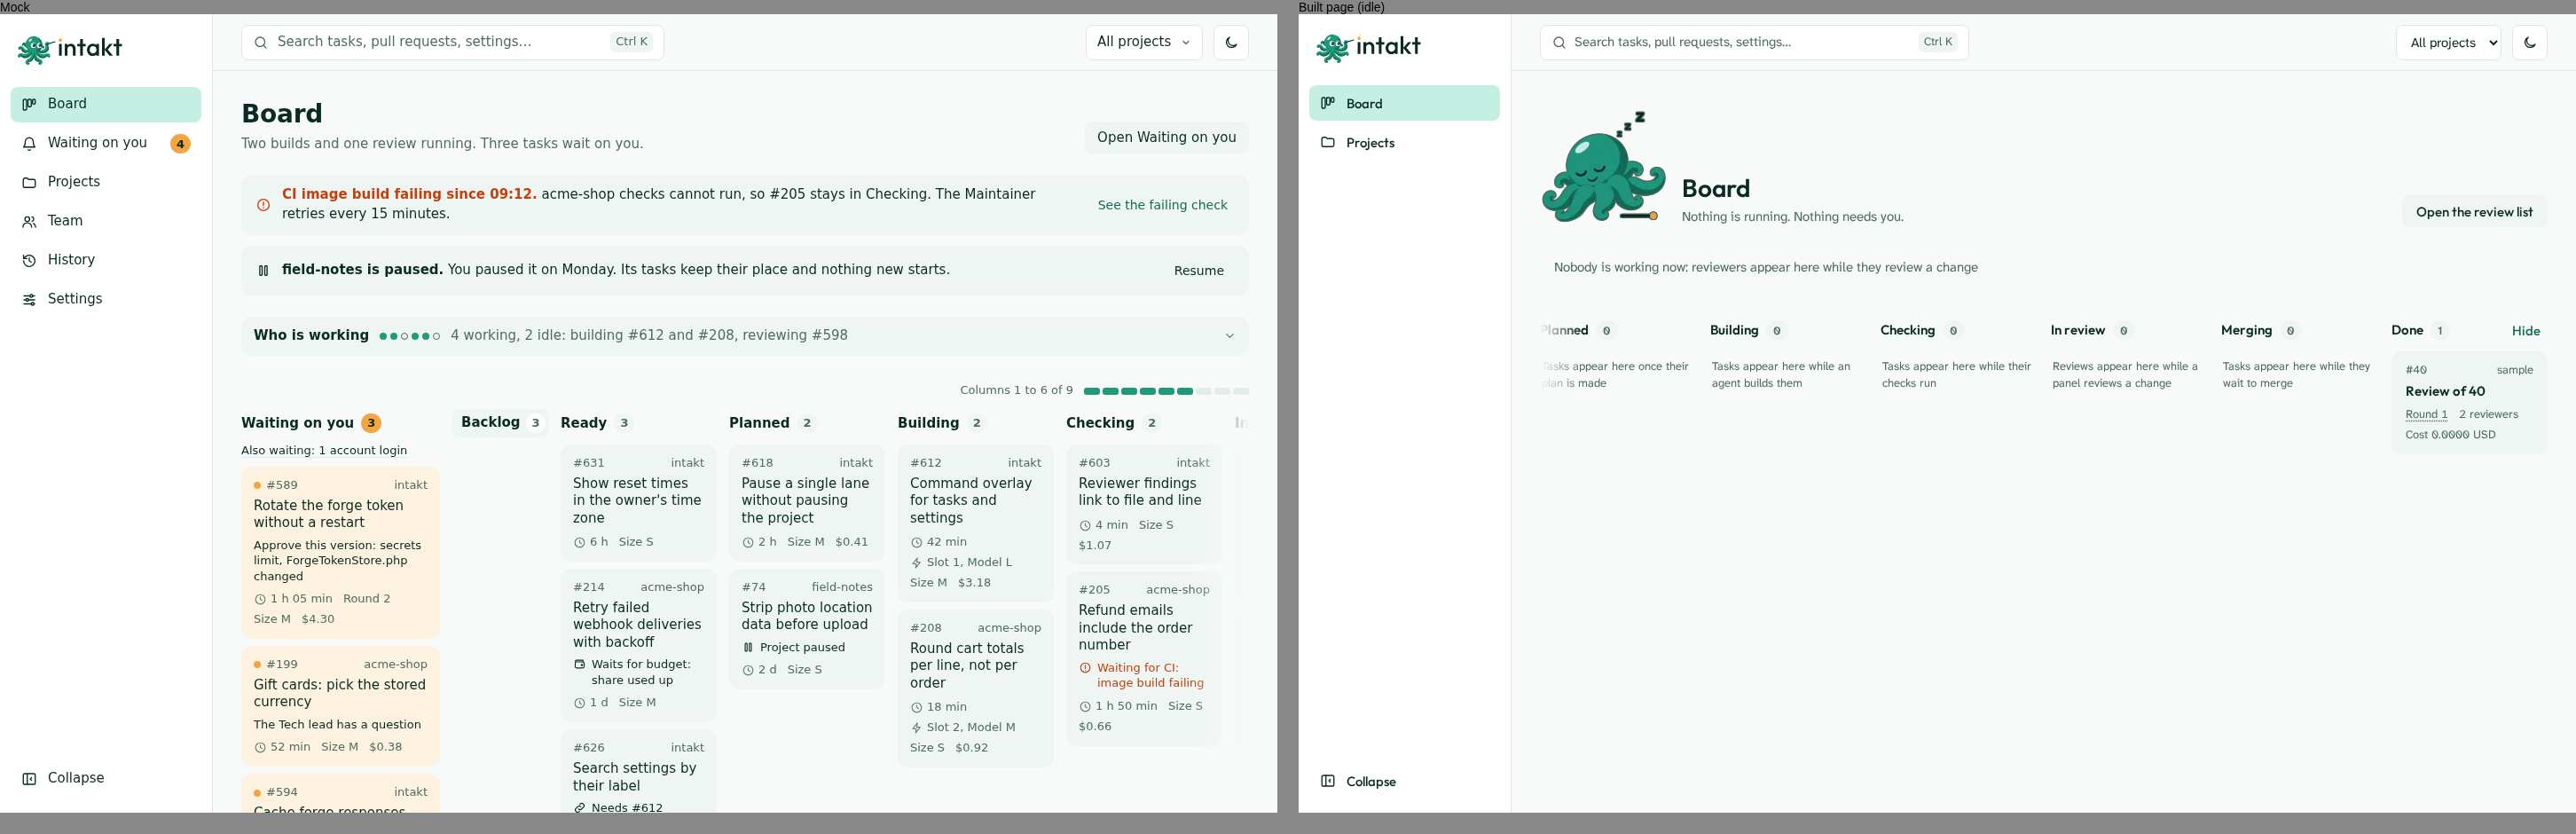 Mock
intakt
Board
Waiting on you 4
Projects
Team
History
Settings
Collapse
Search tasks, pull requests, settings... Ctrl K
All projects
Board
Two builds and one review running. Three tasks wait on you.
Open Waiting on you
CI image build failing since 09:12. acme-shop checks cannot run, so #205 stays in Checking. The Maintainer
retries every 15 minutes.
See the failing check
field-notes is paused. You paused it on Monday. Its tasks keep their place and nothing new starts.
Resume
Who is working 4 working, 2 idle: building #612 and #208, reviewing #598
Columns 1 to 6 of 9
Waiting on you 3
Also waiting: 1 account login
#589 intakt
Rotate the forge token
without a restart
Approve this version: secrets
limit, ForgeTokenStore.php
changed
1 h 05 min Round 2
Size M $4.30
#199 acme-shop
Gift cards: pick the stored
currency
The Tech lead has a question
52 min Size M $0.38
#594 intakt
Cache forge responses
Backlog 3
Ready 3
#631 intakt
Show reset times
in the owner's time
zone
6 h Size S
#214 acme-shop
Retry failed
webhook deliveries
with backoff
Waits for budget:
share used up
1 d Size M
#626 intakt
Search settings by
their label
Needs #612
Planned 2
#618 intakt
Pause a single lane
without pausing
the project
2 h Size M $0.41
#74 field-notes
Strip photo location
data before upload
Project paused
2 d Size S
Building 2
#612 intakt
Command overlay
for tasks and
settings
42 min
Slot 1, Model L
Size M $3.18
#208 acme-shop
Round cart totals
per line, not per
order
18 min
Slot 2, Model M
Size S $0.92
Checking 2
#603 intakt
Reviewer findings
link to file and line
4 min Size S
$1.07
#205 acme-shop
Refund emails
include the order
number
Waiting for CI:
image build failing
1 h 50 min Size S
$0.66
In
Built page (idle)
intakt
Board
Projects
Collapse
Search tasks, pull requests, settings... Ctrl K
All projects
z z Z
Board
Nothing is running. Nothing needs you.
Open the review list
Nobody is working now: reviewers appear here while they review a change
Planned 0
Tasks appear here once their
plan is made
Building 0
Tasks appear here while an
agent builds them
Checking 0
Tasks appear here while their
checks run
In review 0
Reviews appear here while a
panel reviews a change
Merging 0
Tasks appear here while they
wait to merge
Done 1 Hide
#40 sample
Review of 40
Round 1 2 reviewers
Cost 0.0000 USD